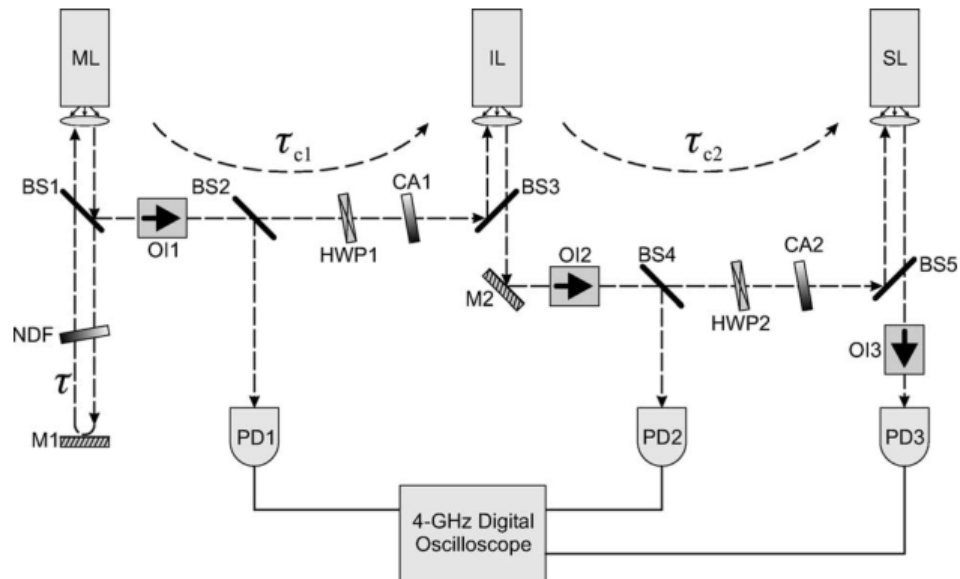 ML
IL
SL
τc1
τc2
BS1
BS2
CA1
BS3
OI1
HWP1
OI2
BS4
CA2
BS5
M2
HWP2
NDF
OI3
τ
M1
PD1
PD2
PD3
4-GHz Digital
Oscilloscope